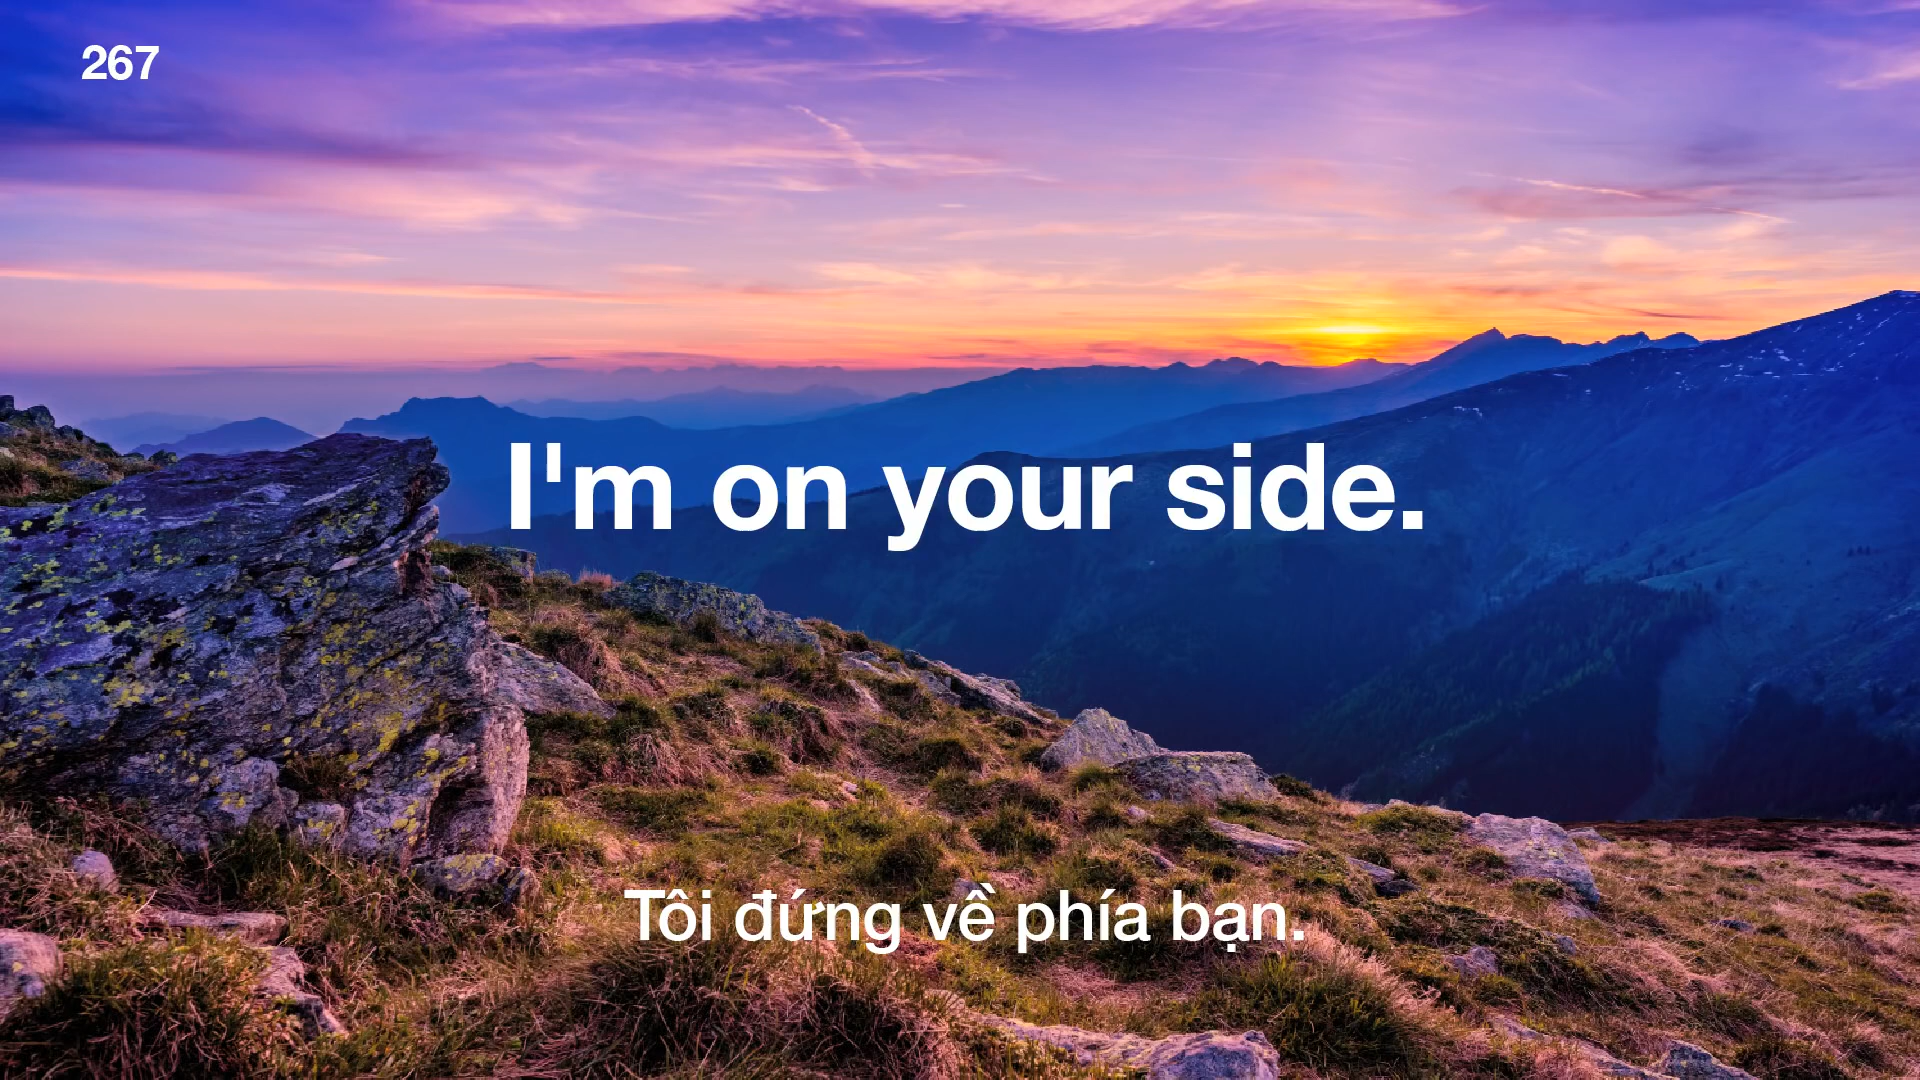 267
I'm on your side.
Tôi đứng về phía bạn.